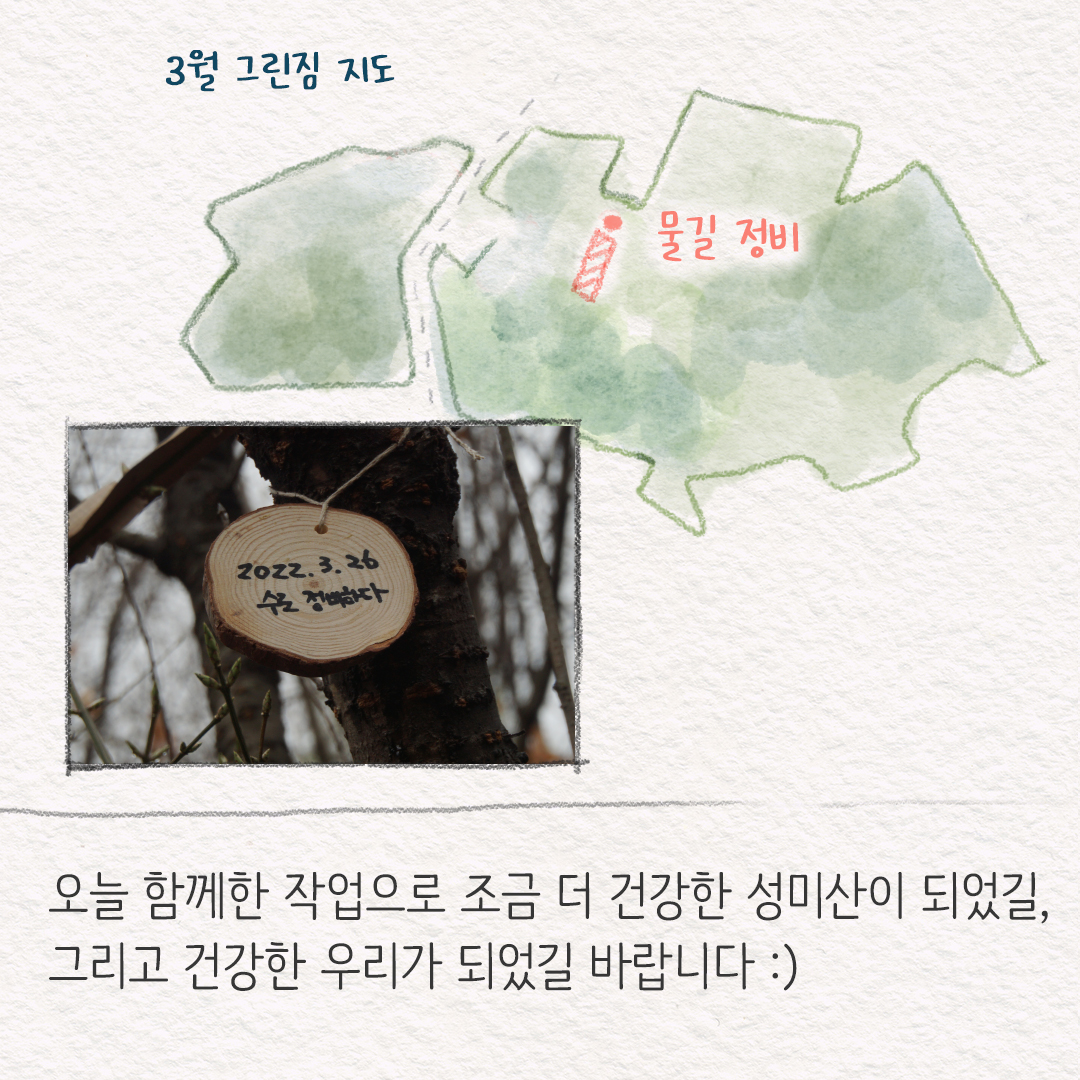 3월 그린짐 지도
물길 정비
2022. 3. 26
수로 정비하다
오늘 함께한 작업으로 조금 더 건강한 성미산이 되었길,
그리고 건강한 우리가 되었길 바랍니다 :)